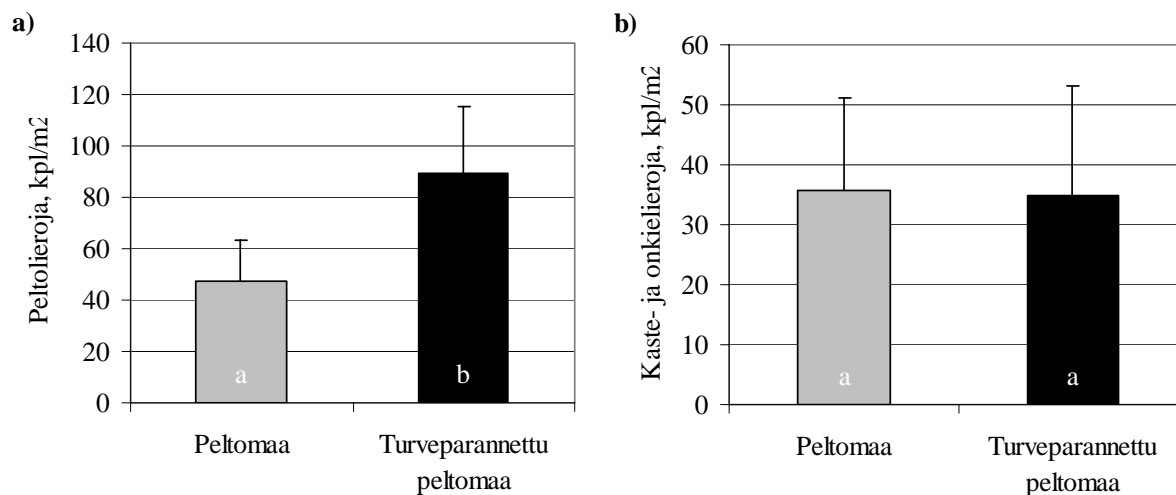 a)
Peltolieroja, kpl/m2
140
120
100
80
60
40
20
0
a
b
Peltomaa
Turveparannettu
peltomaa
b)
Kaste- ja onkielieroja, kpl/m2
60
50
40
30
20
10
0
a
a
Peltomaa
Turveparannettu
peltomaa